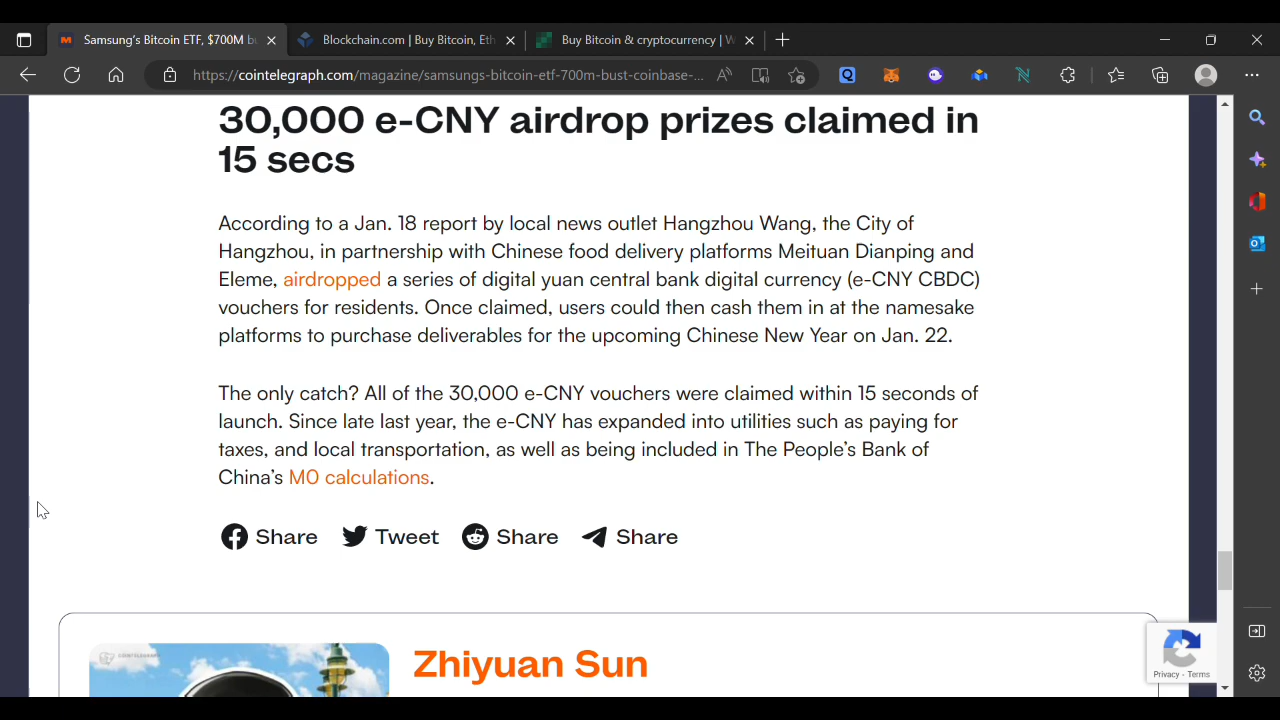 Samsung's Bitcoin ETF, $700M b
Blockchain.com | Buy Bitcoin, Eth
Buy Bitcoin & cryptocurrency | W
https://cointelegraph.com/magazine/samsungs-bitcoin-etf-700m-bust-coinbase-...
30,000 e-CNY airdrop prizes claimed in
15 secs
According to a Jan. 18 report by local news outlet Hangzhou Wang, the City of
Hangzhou, in partnership with Chinese food delivery platforms Meituan Dianping and
Eleme, airdropped a series of digital yuan central bank digital currency (e-CNY CBDC)
vouchers for residents. Once claimed, users could then cash them in at the namesake
platforms to purchase deliverables for the upcoming Chinese New Year on Jan. 22.
The only catch? All of the 30,000 e-CNY vouchers were claimed within 15 seconds of
launch. Since late last year, the e-CNY has expanded into utilities such as paying for
taxes, and local transportation, as well as being included in The People's Bank of
China's M0 calculations.
Share Tweet Share Share
COINTELEGRAPH
Zhiyuan Sun
Privacy - Terms